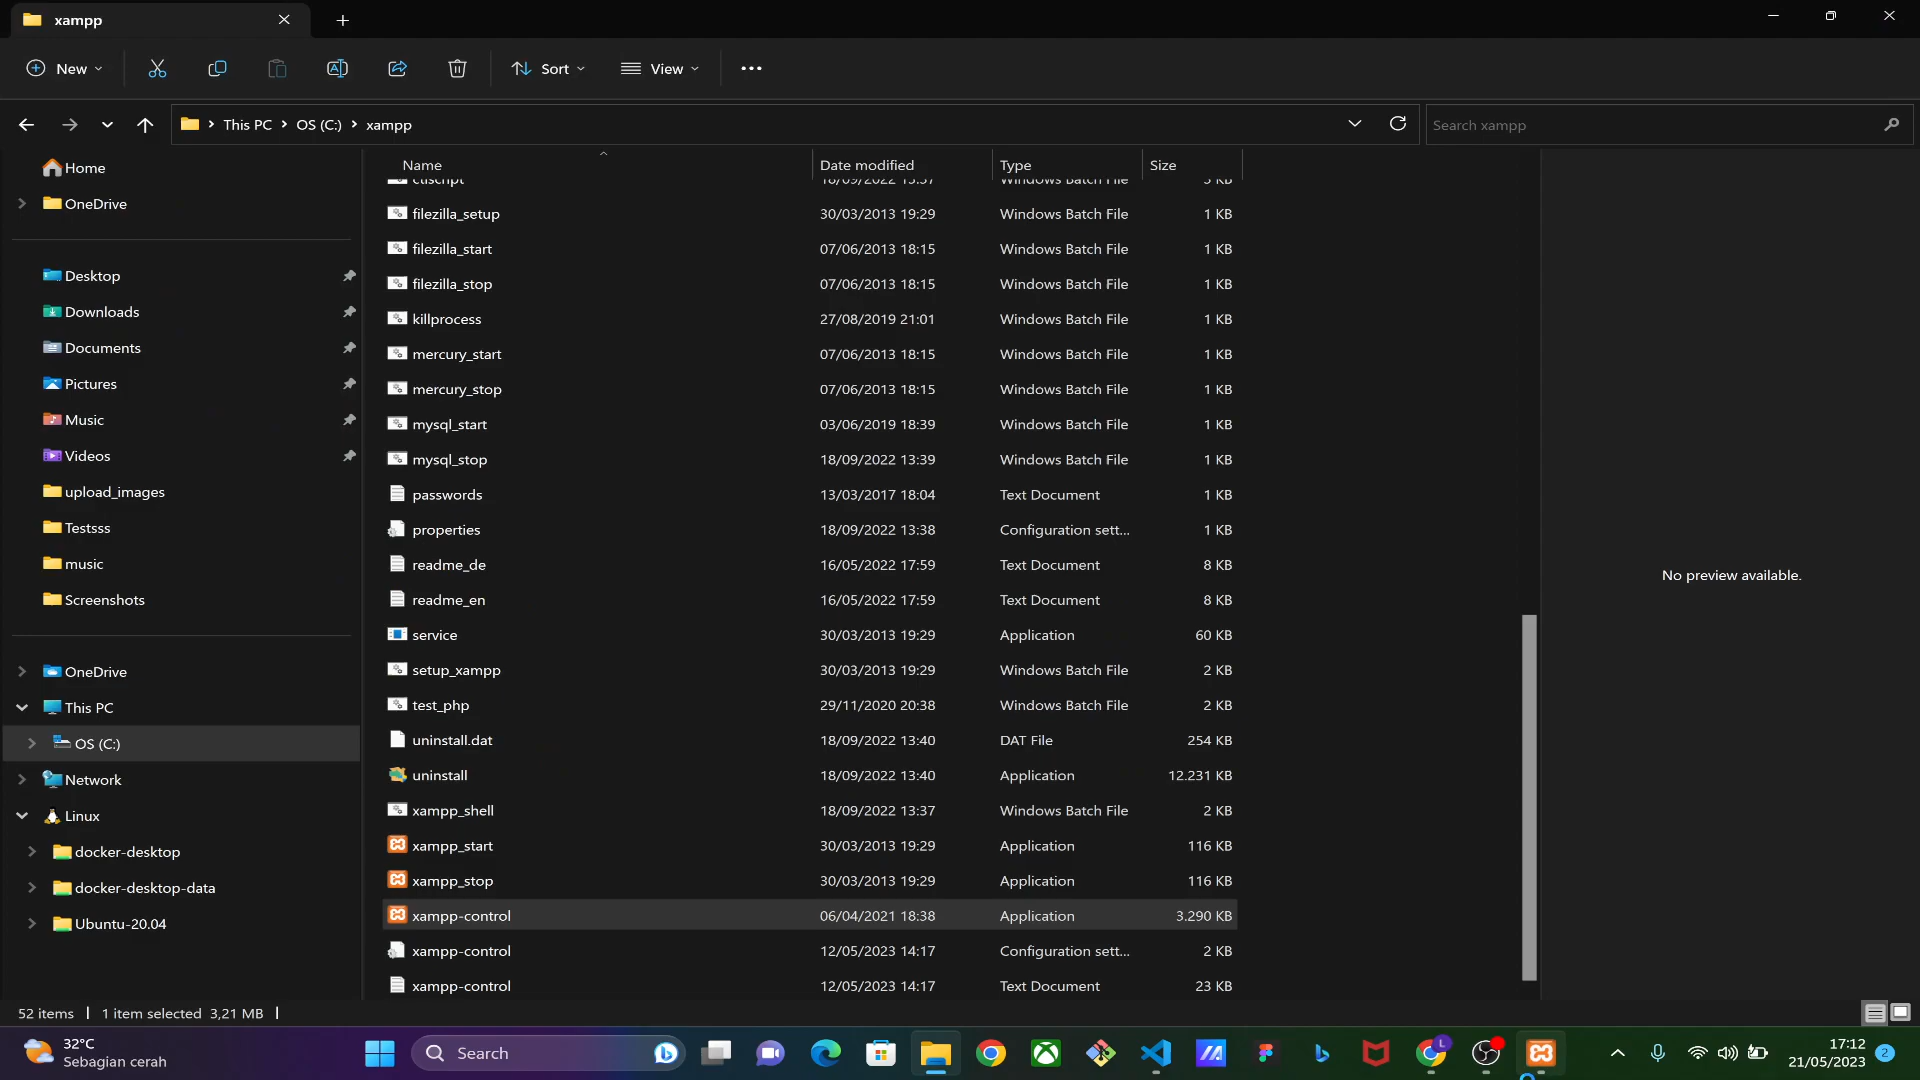 xampp
New
Sort
View
This PC
OS (C:)
xampp
Search xampp
Home
OneDrive
Desktop
Downloads
Documents
Pictures
Music
Videos
upload_images
Testsss
music
Screenshots
OneDrive
This PC
OS (C:)
Network
Linux
docker-desktop
docker-desktop-data
Ubuntu-20.04
Name Date modified Type Size
filezilla_setup 30/03/2013 19:29 Windows Batch File 1 KB
filezilla_start 07/06/2013 18:15 Windows Batch File 1 KB
filezilla_stop 07/06/2013 18:15 Windows Batch File 1 KB
killprocess 27/08/2019 21:01 Windows Batch File 1 KB
mercury_start 07/06/2013 18:15 Windows Batch File 1 KB
mercury_stop 07/06/2013 18:15 Windows Batch File 1 KB
mysql_start 03/06/2019 18:39 Windows Batch File 1 KB
mysql_stop 18/09/2022 13:39 Windows Batch File 1 KB
passwords 13/03/2017 18:04 Text Document 1 KB
properties 18/09/2022 13:38 Configuration sett... 1 KB
readme_de 16/05/2022 17:59 Text Document 8 KB
readme_en 16/05/2022 17:59 Text Document 8 KB
service 30/03/2013 19:29 Application 60 KB
setup_xampp 30/03/2013 19:29 Windows Batch File 2 KB
test_php 29/11/2020 20:38 Windows Batch File 2 KB
uninstall.dat 18/09/2022 13:40 DAT File 254 KB
uninstall 18/09/2022 13:40 Application 12.231 KB
xampp_shell 18/09/2022 13:37 Windows Batch File 2 KB
xampp_start 30/03/2013 19:29 Application 116 KB
xampp_stop 30/03/2013 19:29 Application 116 KB
xampp-control 06/04/2021 18:38 Application 3.290 KB
xampp-control 12/05/2023 14:17 Configuration sett... 2 KB
xampp-control 12/05/2023 14:17 Text Document 23 KB
No preview available.
52 items 1 item selected 3,21 MB
32°C
Sebagian cerah
Search
L
17:12
21/05/2023
2